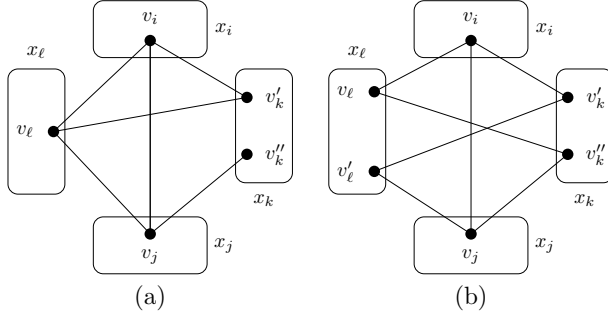 v_i
x_i
x_ℓ
v_ℓ
v'_k
v''_k
x_k
v_j
x_j
(a)
v_i
x_i
x_ℓ
v_ℓ
v'_ℓ
v'_k
v''_k
x_k
v_j
x_j
(b)